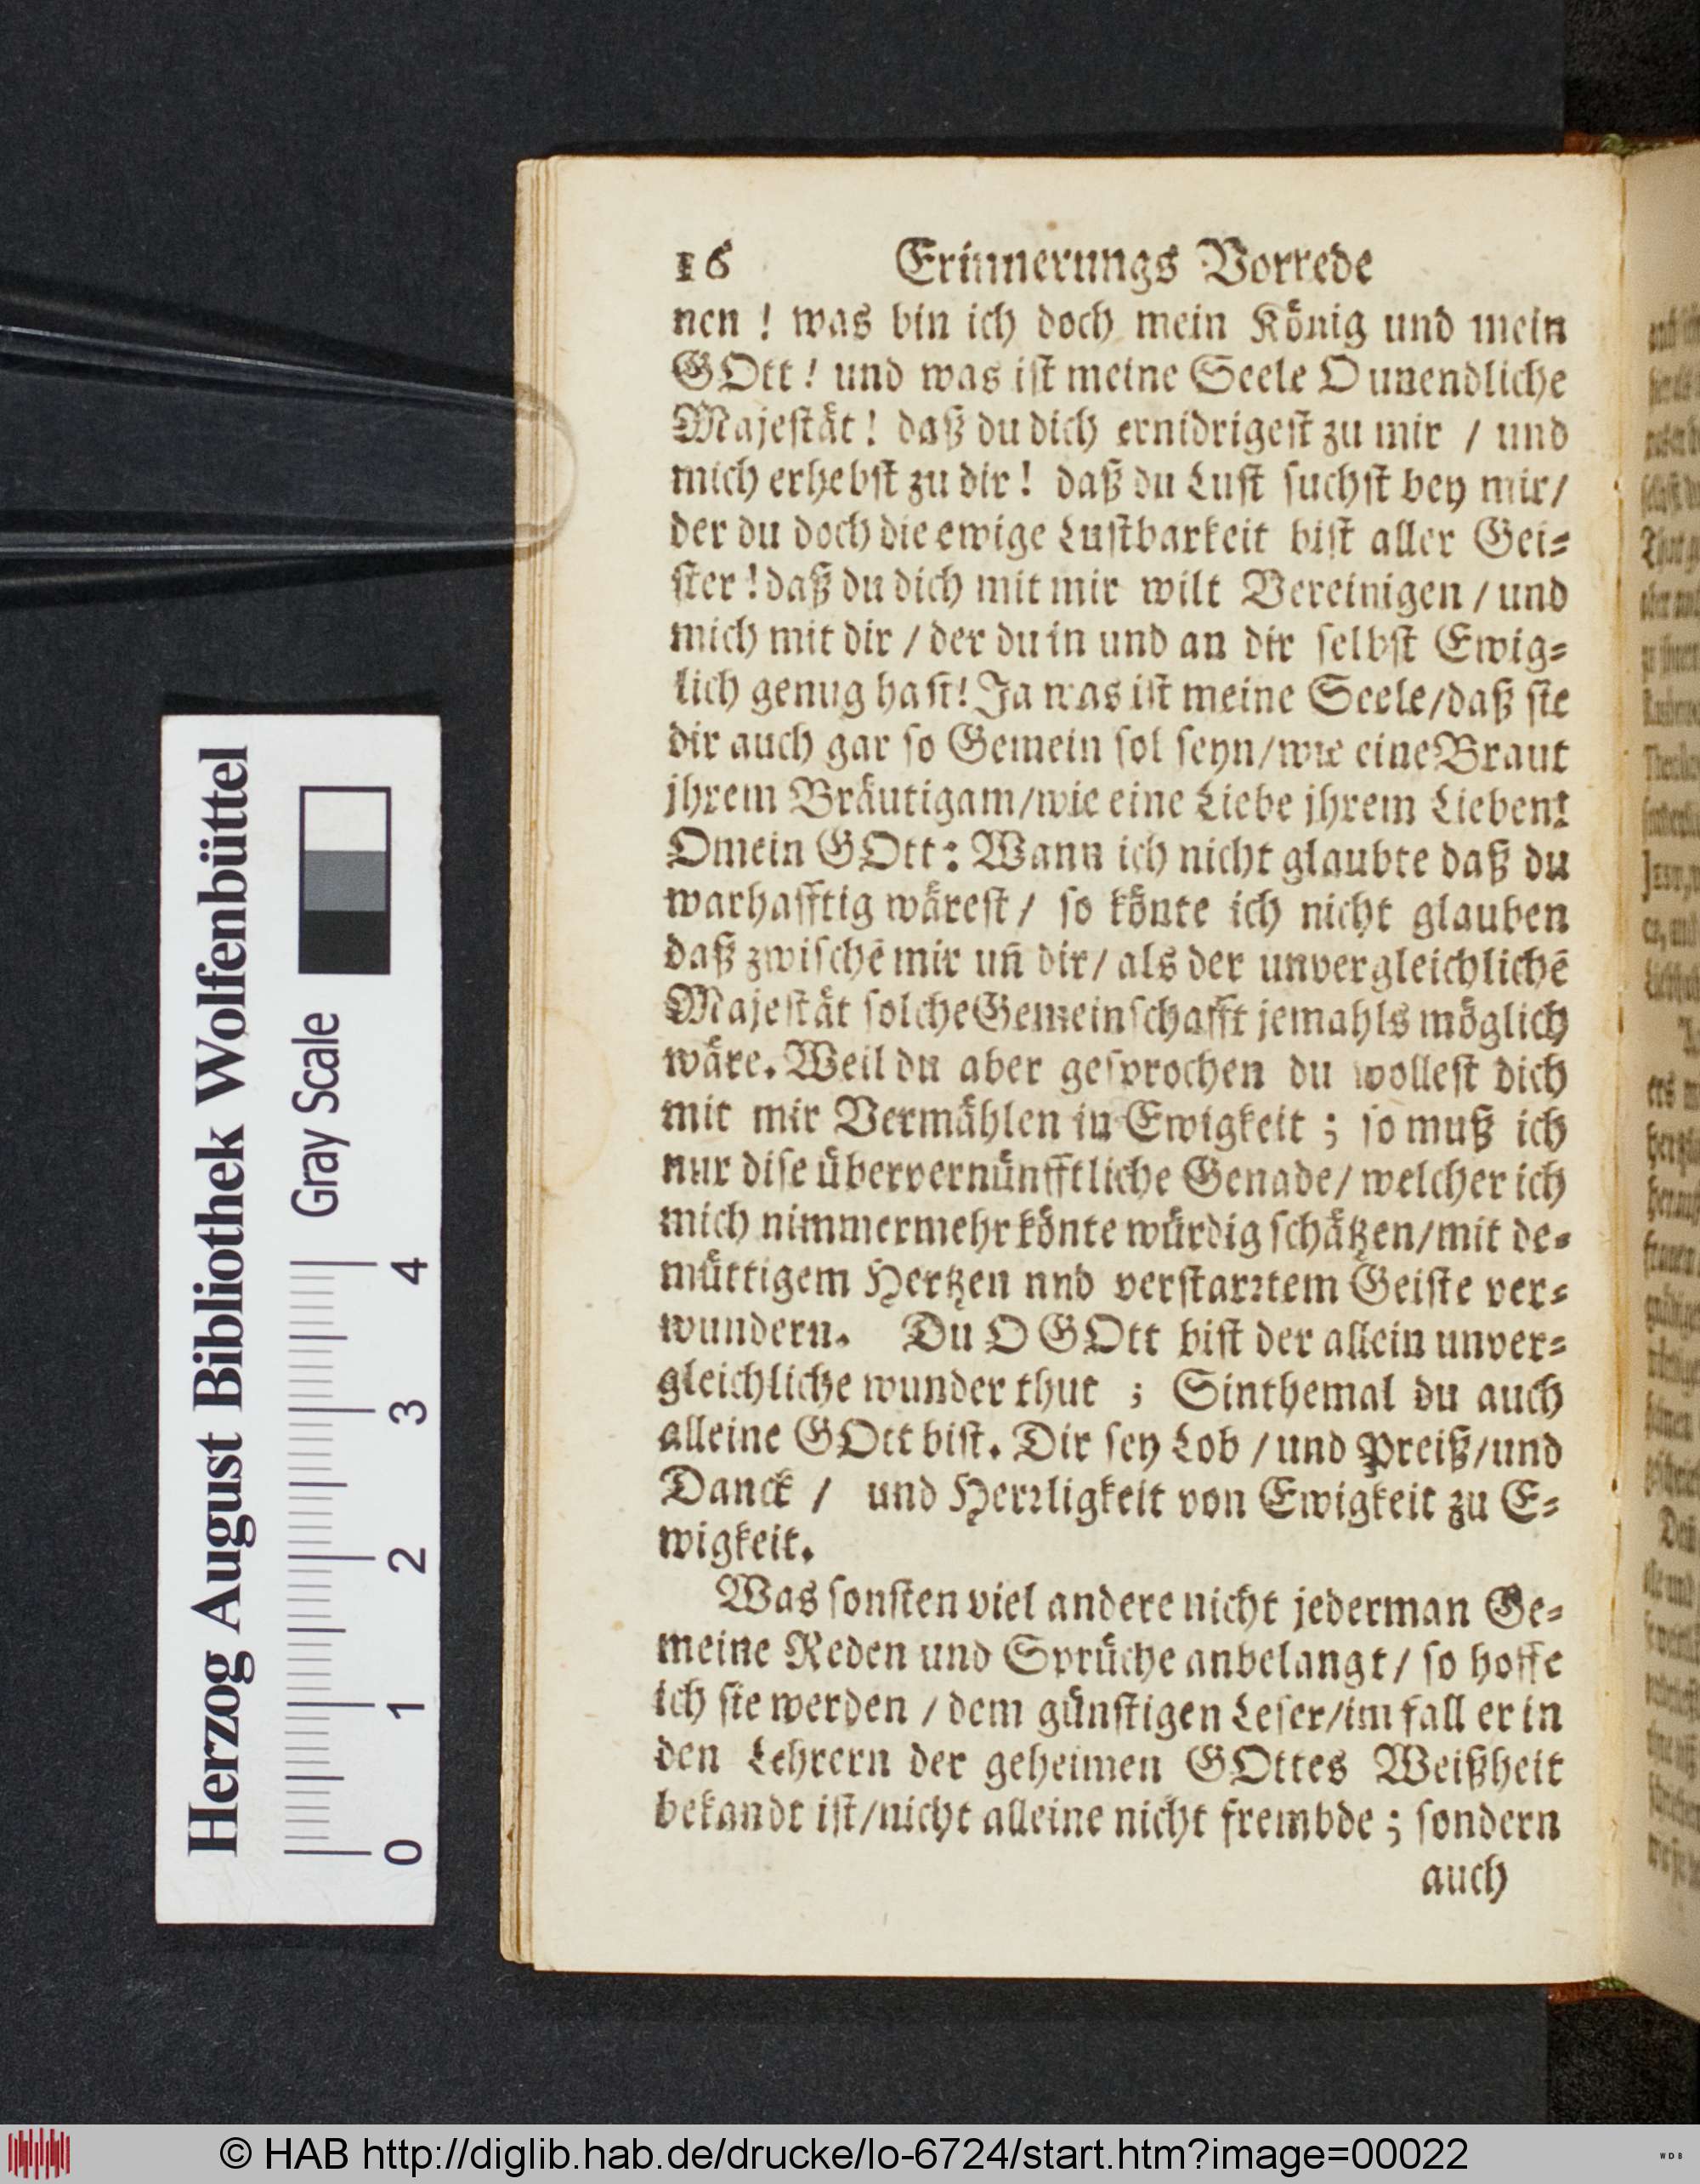 16 Erinnerungs Vorrede
nen ! was bin ich doch mein König und mein
GOtt! und was iſt meine Seele O unendliche
Majeſtät! daß du dich ernidrigeſt zu mir / und
mich erhebſt zu dir! daß du Luſt ſuchſt bey mir/
der du doch die ewige Luſtbarkeit biſt aller Gei⸗
ſter! daß du dich mit mir wilt Vereinigen / und
mich mit dir / der du in und an dir ſelbſt Ewig⸗
lich genug haſt! Ja was iſt meine Seele/daß ſie
dir auch gar ſo Gemein ſol ſeyn/wie eine Braut
jhrem Bräutigam/wie eine Liebe jhrem Lieben!
O mein GOtt: Wann ich nicht glaubte daß du
warhafftig wäreſt/ ſo könte ich nicht glauben
daß zwiſchē mir uñ dir/ als der unvergleichlichē
Majeſtät ſolche Gemeinſchafft jemahls möglich
wäre. Weil du aber geſprochen du wolleſt dich
mit mir Vermählen in Ewigkeit ; ſo muß ich
nur diſe übervernünfftliche Genade/ welcher ich
mich nimmermehr könte würdig ſchätzen/mit de⸗
müttigem Hertzen nnd verſtarꝛtem Geiſte ver⸗
wundern. Du O GOtt biſt der allein unver⸗
gleichliche wunder thut ; Sinthemal du auch
alleine GOtt biſt. Dir ſey Lob / und Preiß/und
Danck / und Herꝛligkeit von Ewigkeit zu E⸗
wigkeit.
Was ſonſten viel andere nicht jederman Ge⸗
meine Reden und Sprüche anbelangt/ ſo hoffe
ich ſie werden / dem günſtigen Leſer/im fall er in
den Lehrern der geheimen GOttes Weißheit
bekandt iſt/nicht alleine nicht frembde ; ſondern
auch
Herzog August Bibliothek Wolfenbüttel
Gray Scale
0 1 2 3 4
© HAB http://diglib.hab.de/drucke/lo-6724/start.htm?image=00022